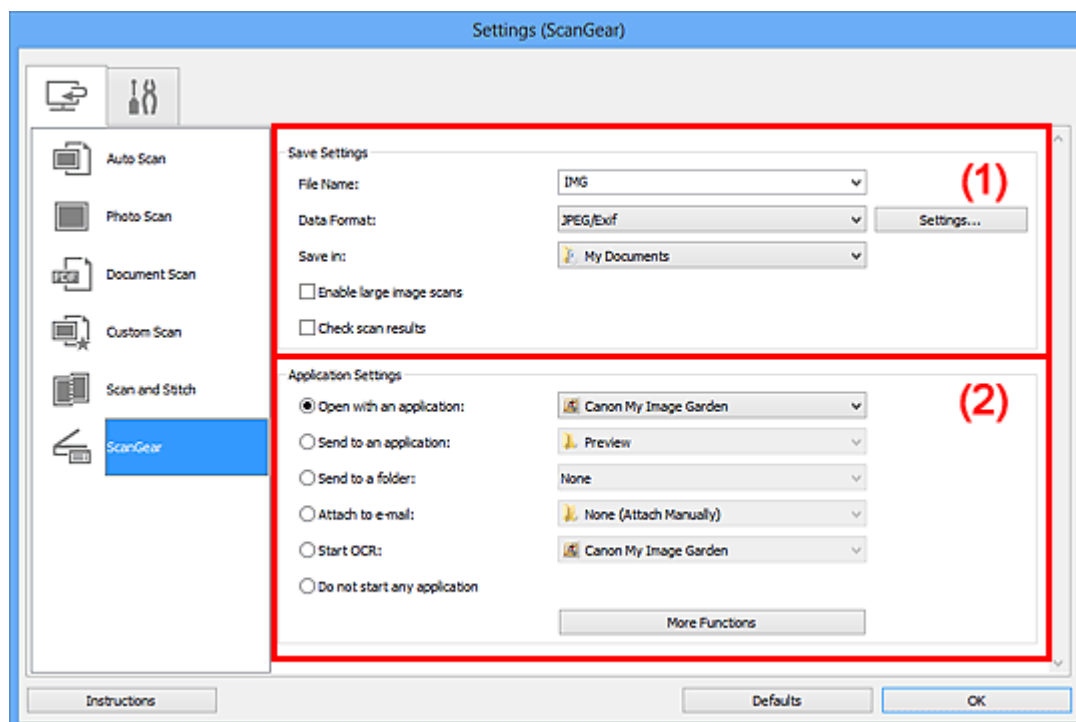 Settings (ScanGear)
Auto Scan
Photo Scan
Document Scan
Custom Scan
Scan and Stitch
ScanGear
Save Settings
(1)
File Name: IMG
Data Format: JPEG/Exif Settings...
Save in: My Documents
Enable large image scans
Check scan results
Application Settings
(2)
Open with an application: Canon My Image Garden
Send to an application: Preview
Send to a folder: None
Attach to e-mail: None (Attach Manually)
Start OCR: Canon My Image Garden
Do not start any application
More Functions
Instructions Defaults OK